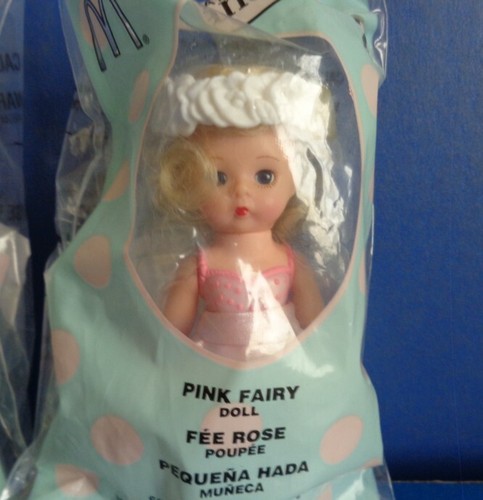 M®
PINK FAIRY
DOLL
FÉE ROSE
POUPÉE
PEQUEÑA HADA
MUÑECA